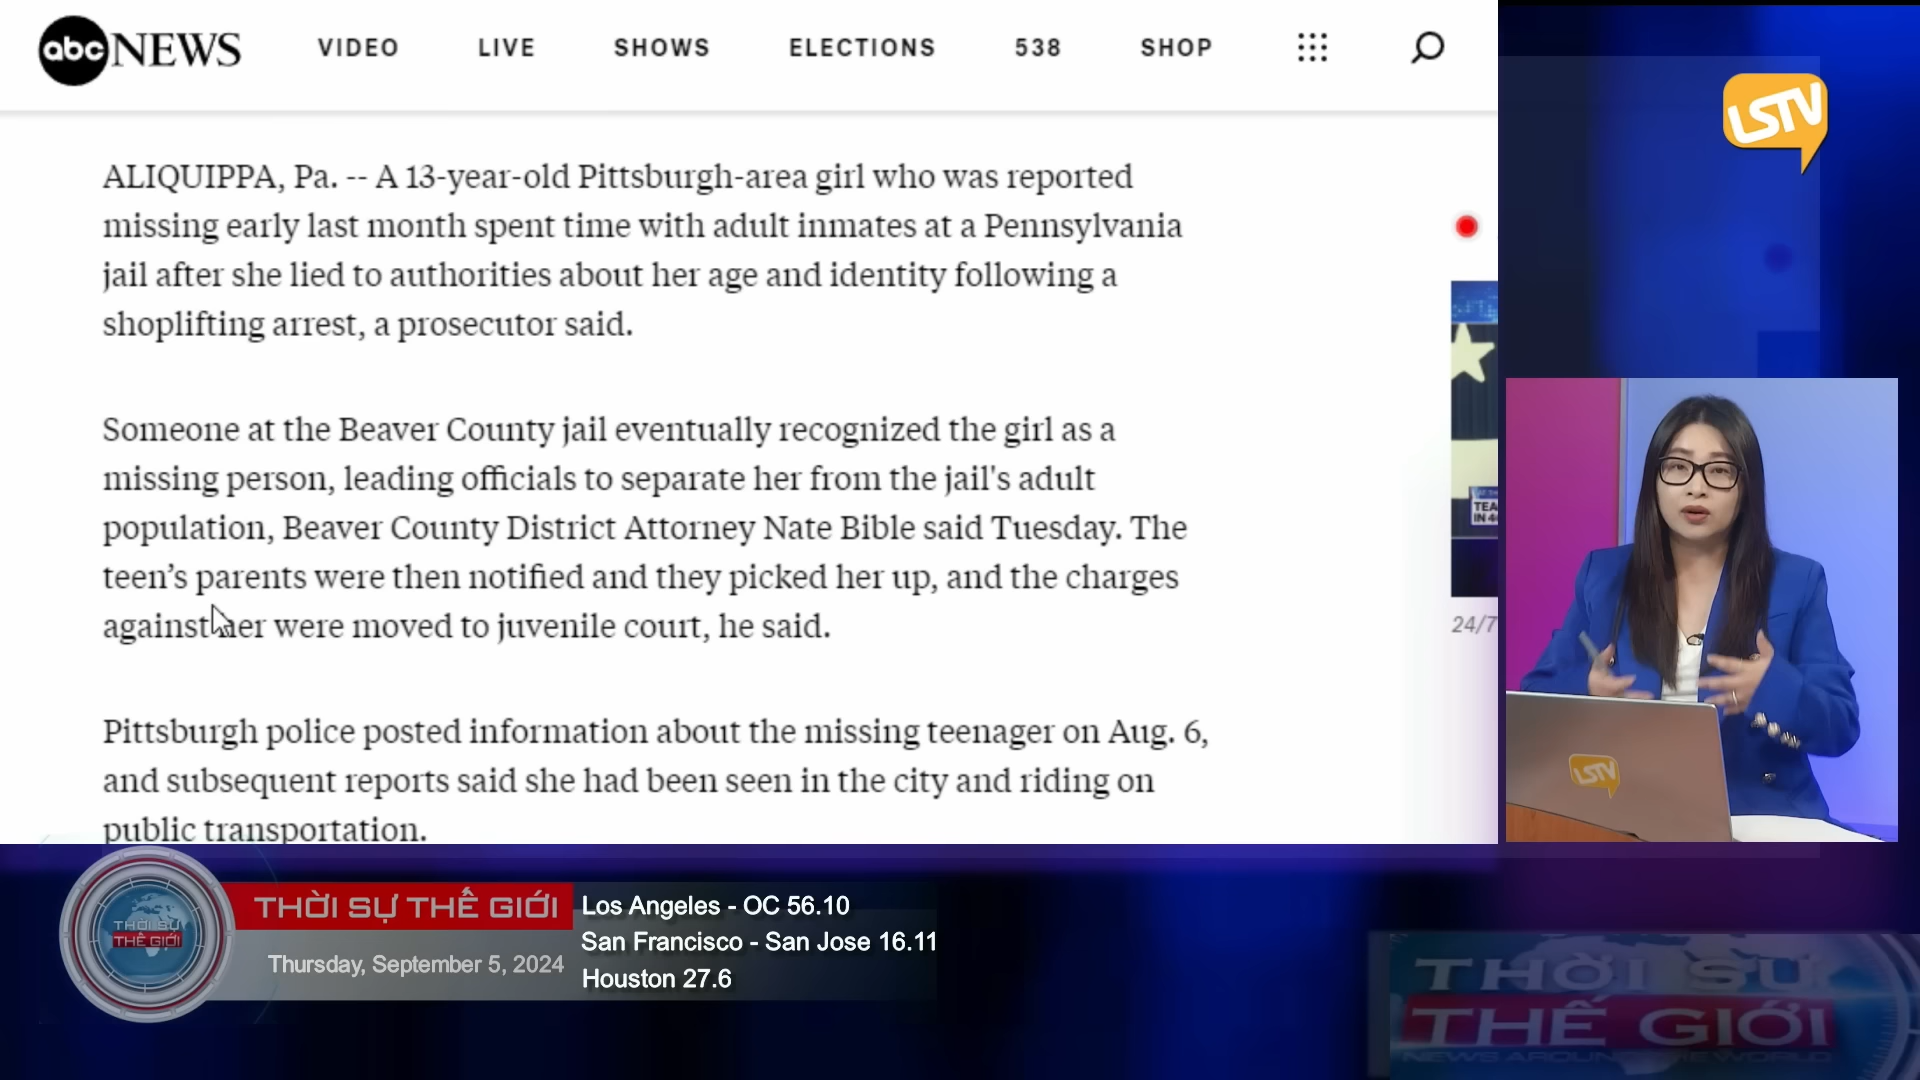 abc NEWS VIDEO LIVE SHOWS ELECTIONS 538 SHOP
LSTV
ALIQUIPPA, Pa. -- A 13-year-old Pittsburgh-area girl who was reported
missing early last month spent time with adult inmates at a Pennsylvania
jail after she lied to authorities about her age and identity following a
shoplifting arrest, a prosecutor said.
Someone at the Beaver County jail eventually recognized the girl as a
missing person, leading officials to separate her from the jail's adult
population, Beaver County District Attorney Nate Bible said Tuesday. The
teen’s parents were then notified and they picked her up, and the charges
against her were moved to juvenile court, he said.
Pittsburgh police posted information about the missing teenager on Aug. 6,
and subsequent reports said she had been seen in the city and riding on
public transportation.
TEA
IN 4
24/7
LSTV
THỜI SỰ
THẾ GIỚI
THỜI SỰ THẾ GIỚI
Thursday, September 5, 2024
Los Angeles - OC 56.10
San Francisco - San Jose 16.11
Houston 27.6
THỜI SỰ
THẾ GIỚI
NEWS AROUND THE WORLD